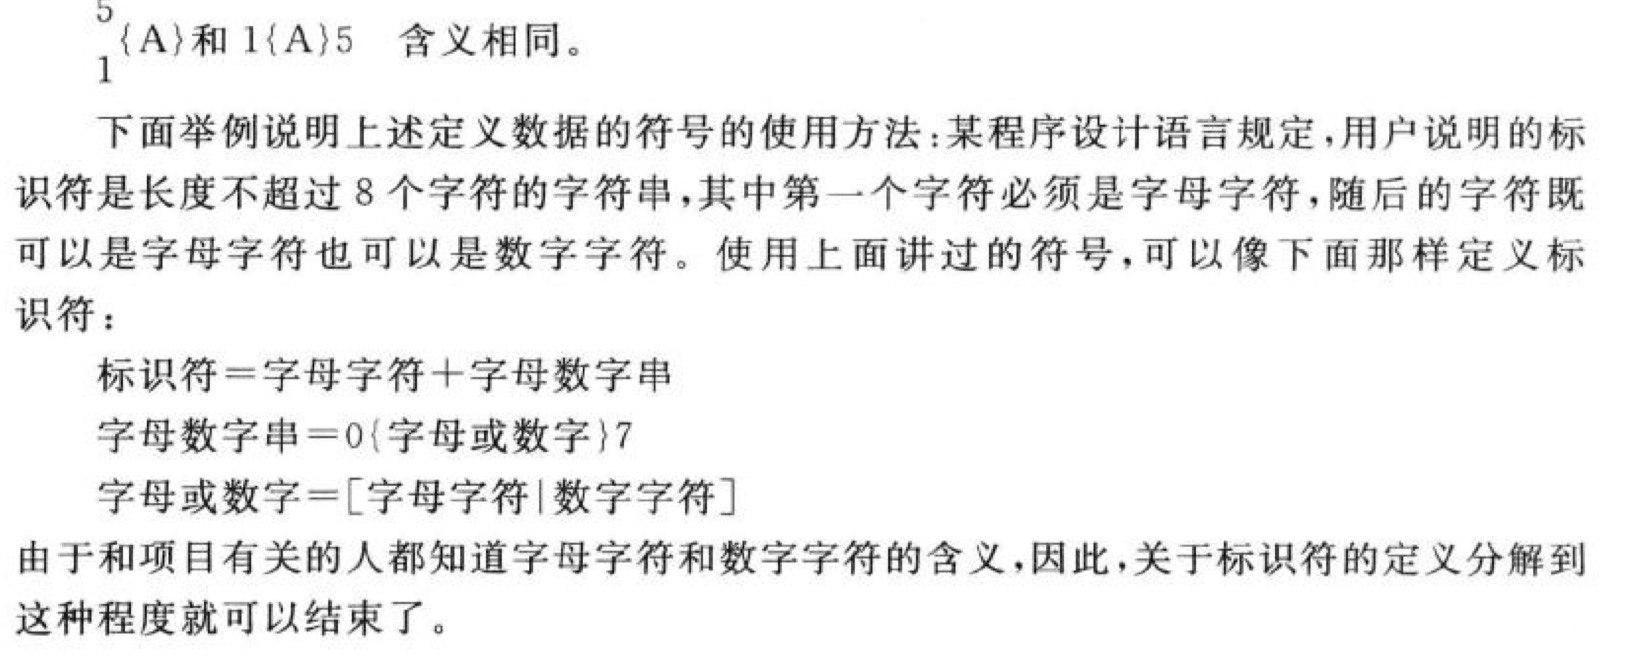 5
{A}和 1{A}5 含义相同。
1
下面举例说明上述定义数据的符号的使用方法:某程序设计语言规定,用户说明的标
识符是长度不超过 8 个字符的字符串,其中第一个字符必须是字母字符,随后的字符既
可以是字母字符也可以是数字字符。使用上面讲过的符号,可以像下面那样定义标
识符:
标识符=字母字符+字母数字串
字母数字串=0{字母或数字}7
字母或数字=[字母字符|数字字符]
由于和项目有关的人都知道字母字符和数字字符的含义,因此,关于标识符的定义分解到
这种程度就可以结束了。